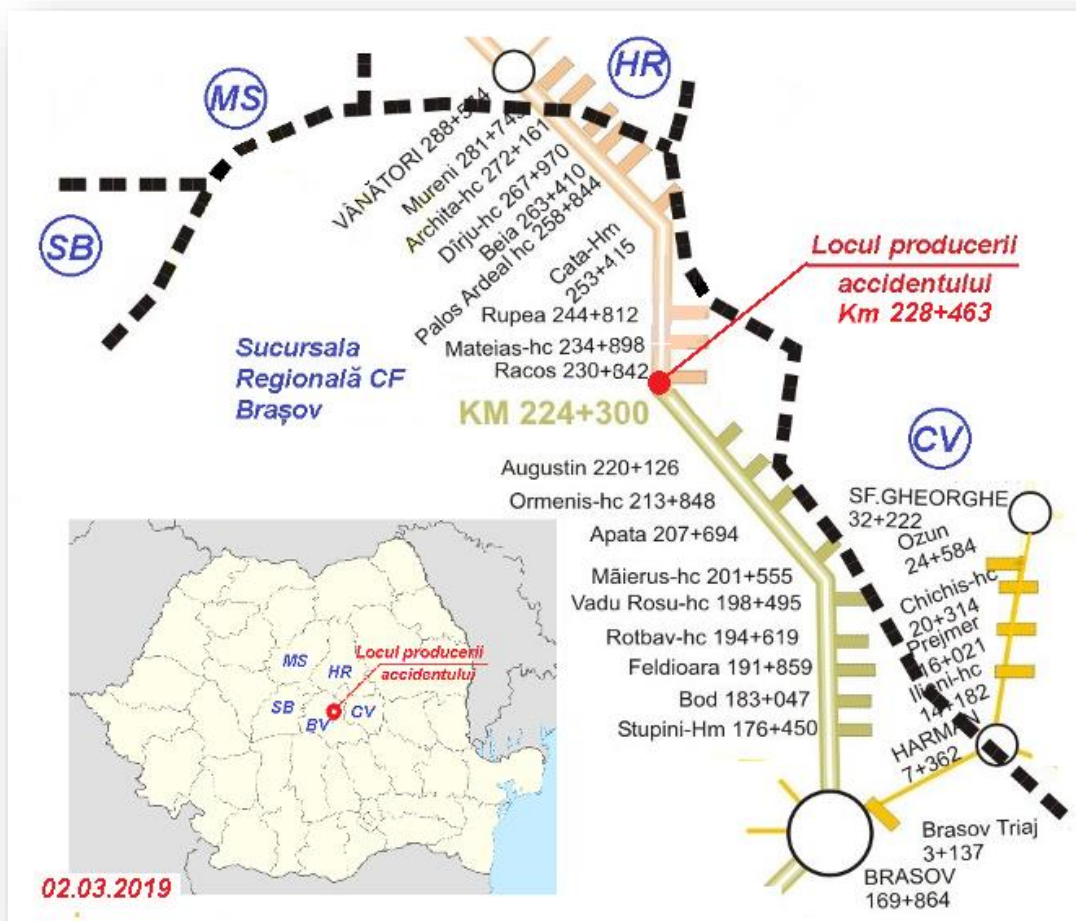 MS
HR
SB
VÂNĂTORI 288+574
Mureni 281+745
Archita-hc 272+161
Dîrju-hc 267+970
Beia 263+410
Palos Ardeal hc 258+844
Cata-Hm
253+415
Rupea 244+812
Mateias-hc 234+898
Racos 230+842
Locul producerii
accidentului
Km 228+463
Sucursala
Regională CF
Brașov
KM 224+300
CV
Augustin 220+126
Ormenis-hc 213+848
Apata 207+694
Măierus-hc 201+555
Vadu Rosu-hc 198+495
Rotbav-hc 194+619
Feldioara 191+859
Bod 183+047
Stupini-Hm 176+450
SF.GHEORGHE
32+222
Ozun
24+584
Chichis-hc
20+314
Prejmer
16+021
Ilieni-hc
14+182
HARMAN
7+362
Brasov Triaj
3+137
BRASOV
169+864
MS
HR
Locul producerii
accidentului
SB
BV
CV
02.03.2019